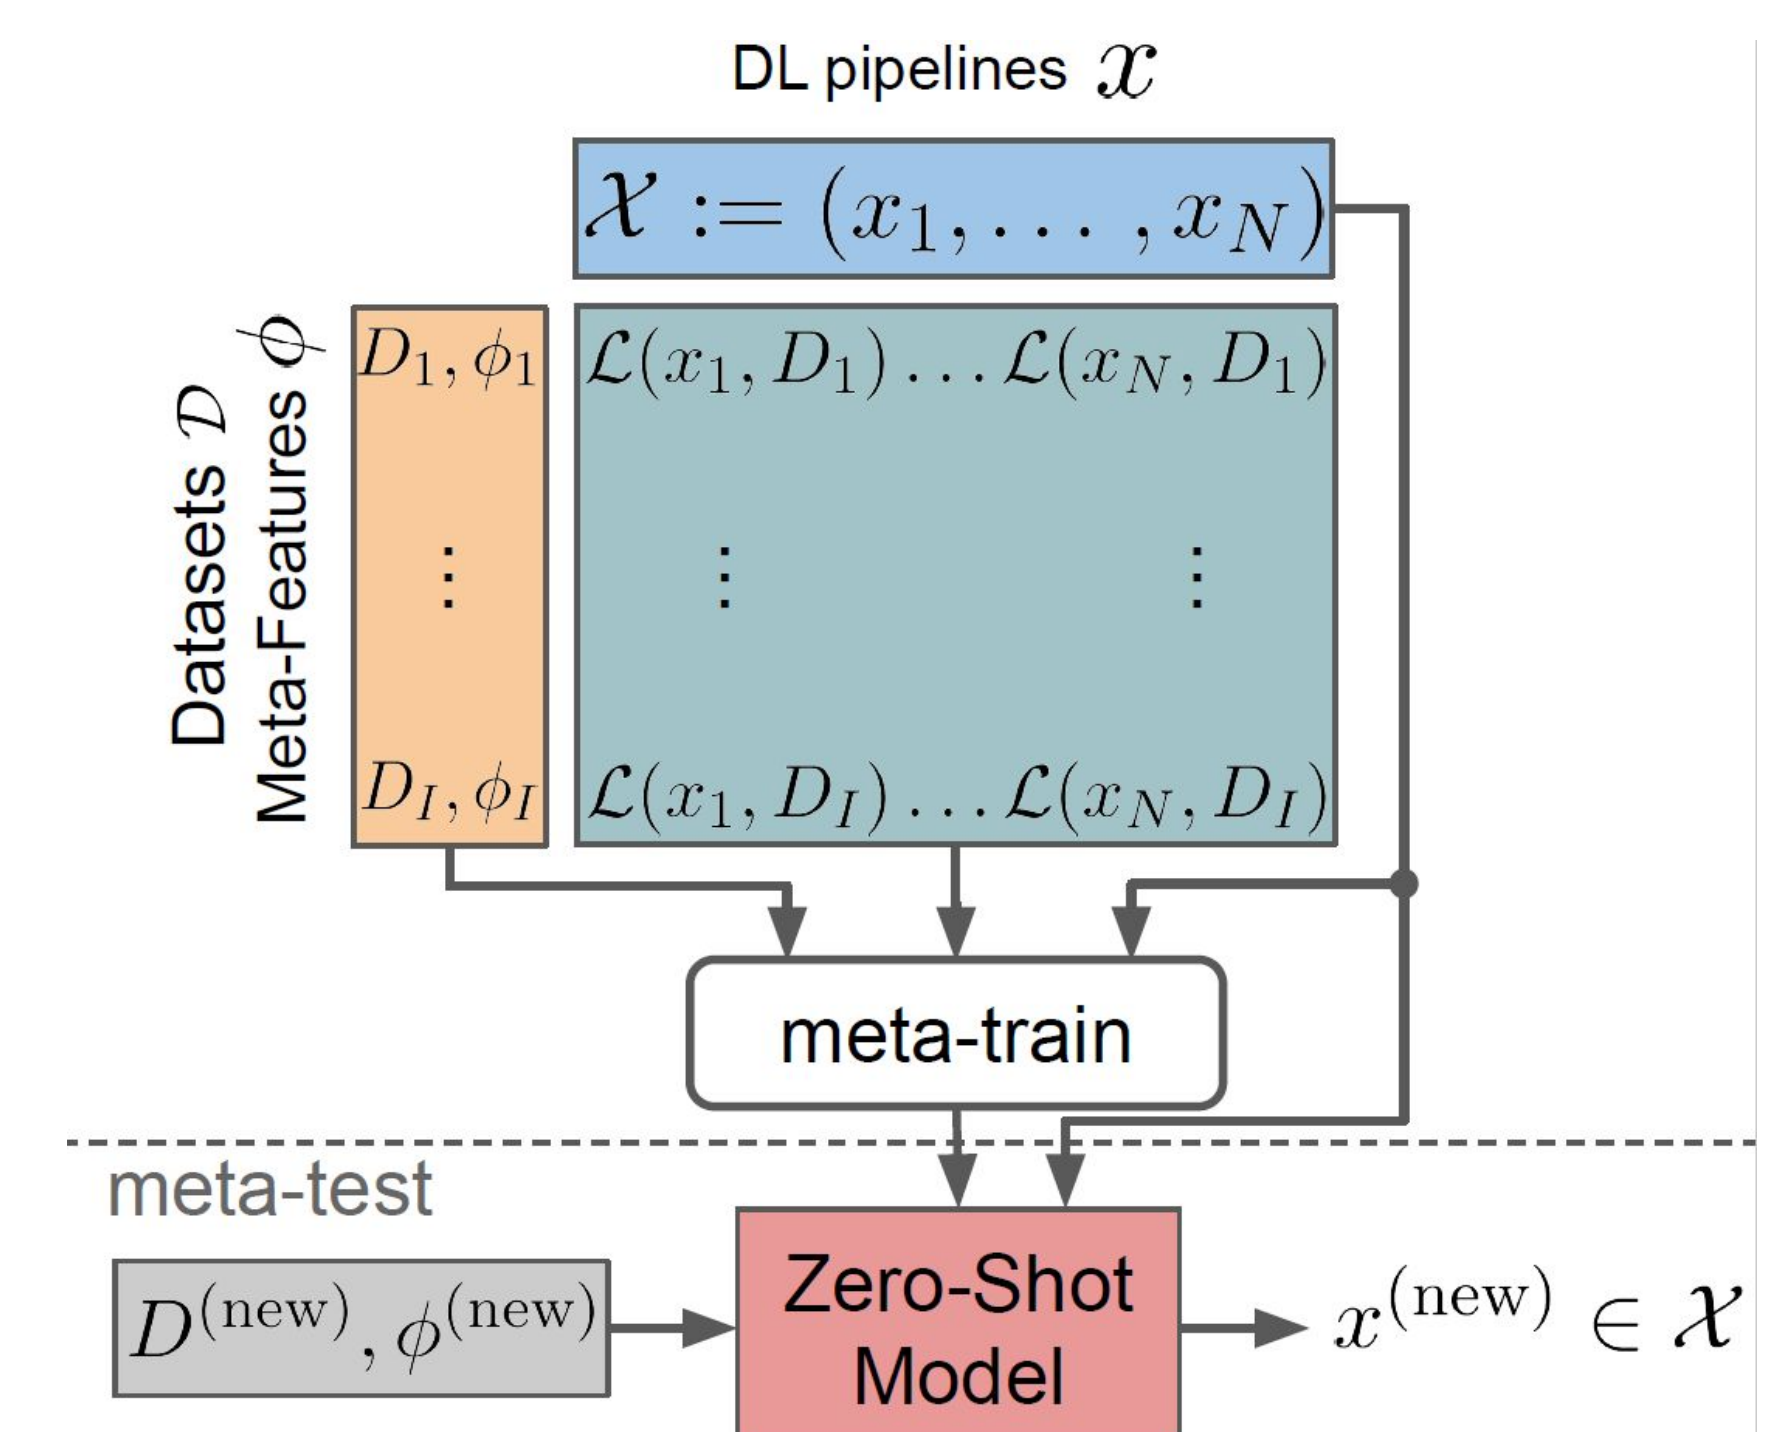 DL pipelines x
𝒳 := (x₁, . . . , x_N)
Datasets 𝒟
Meta-Features ϕ
D₁, ϕ₁
ℒ(x₁, D₁) . . . ℒ(x_N, D₁)
⋮ ⋮ ⋮
D_I, ϕ_I
ℒ(x₁, D_I) . . . ℒ(x_N, D_I)
meta-train
meta-test
D^(new), ϕ^(new)
Zero-Shot
Model
x^(new) ∈ 𝒳